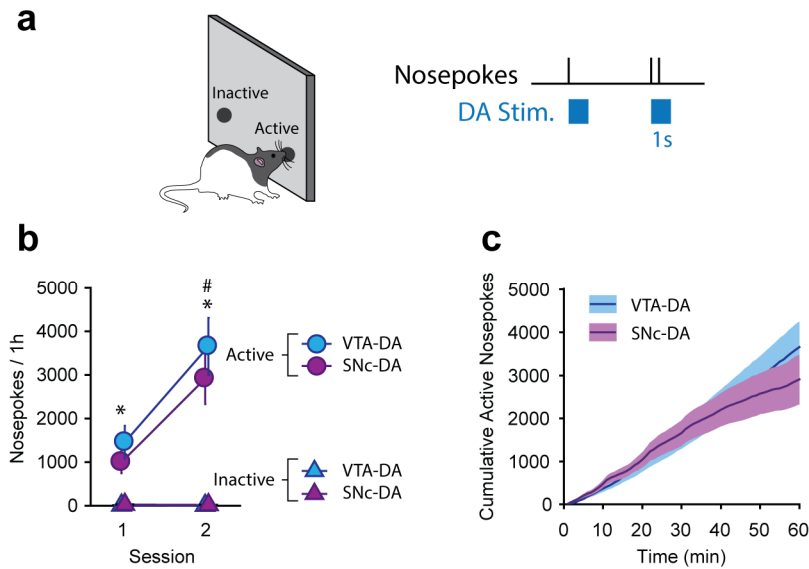 a
Inactive
Active
Nosepokes
DA Stim.
1s
b
Nosepokes / 1h
5000
4000
3000
2000
1000
0
*
#
*
1
2
Session
Active
VTA-DA
SNc-DA
Inactive
VTA-DA
SNc-DA
c
Cumulative Active Nosepokes
5000
4000
3000
2000
1000
0
VTA-DA
SNc-DA
0 10 20 30 40 50 60
Time (min)